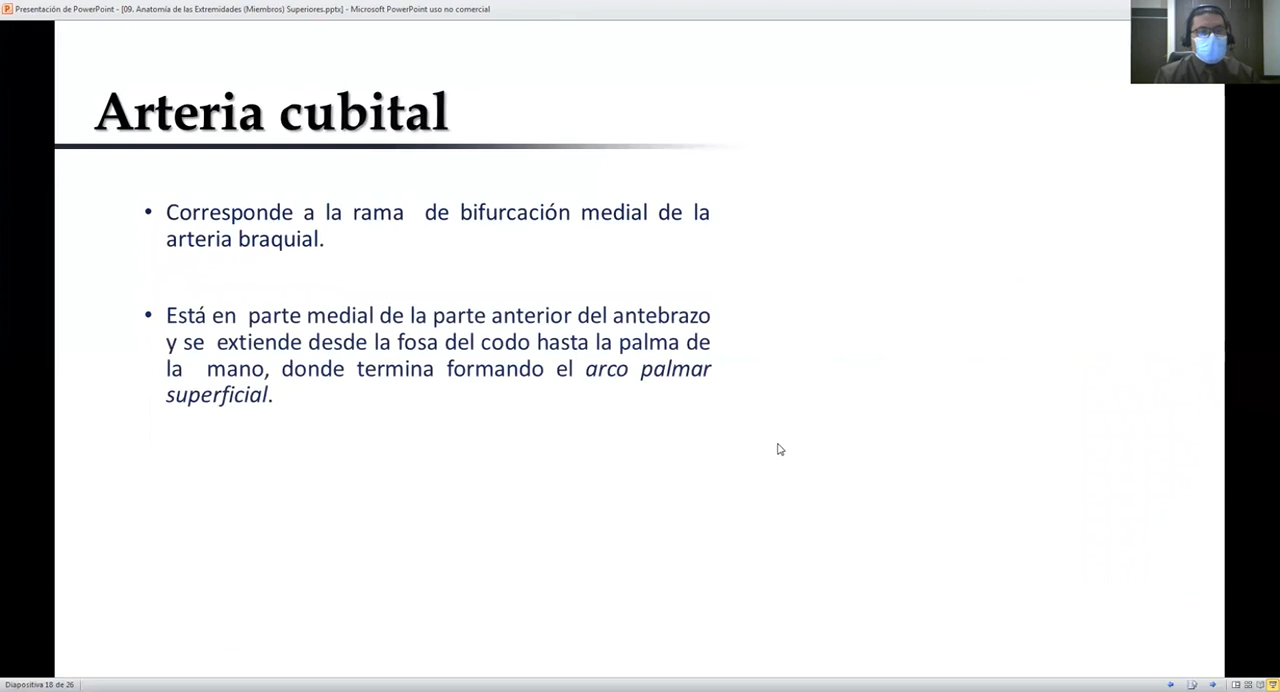 Presentación de PowerPoint - [09. Anatomía de las Extremidades (Miembros) Superiores.pptx] - Microsoft PowerPoint uso no comercial
Arteria cubital
• Corresponde a la rama de bifurcación medial de la
arteria braquial.
• Está en parte medial de la parte anterior del antebrazo
y se extiende desde la fosa del codo hasta la palma de
la mano, donde termina formando el arco palmar
superficial.
Diapositiva 18 de 26